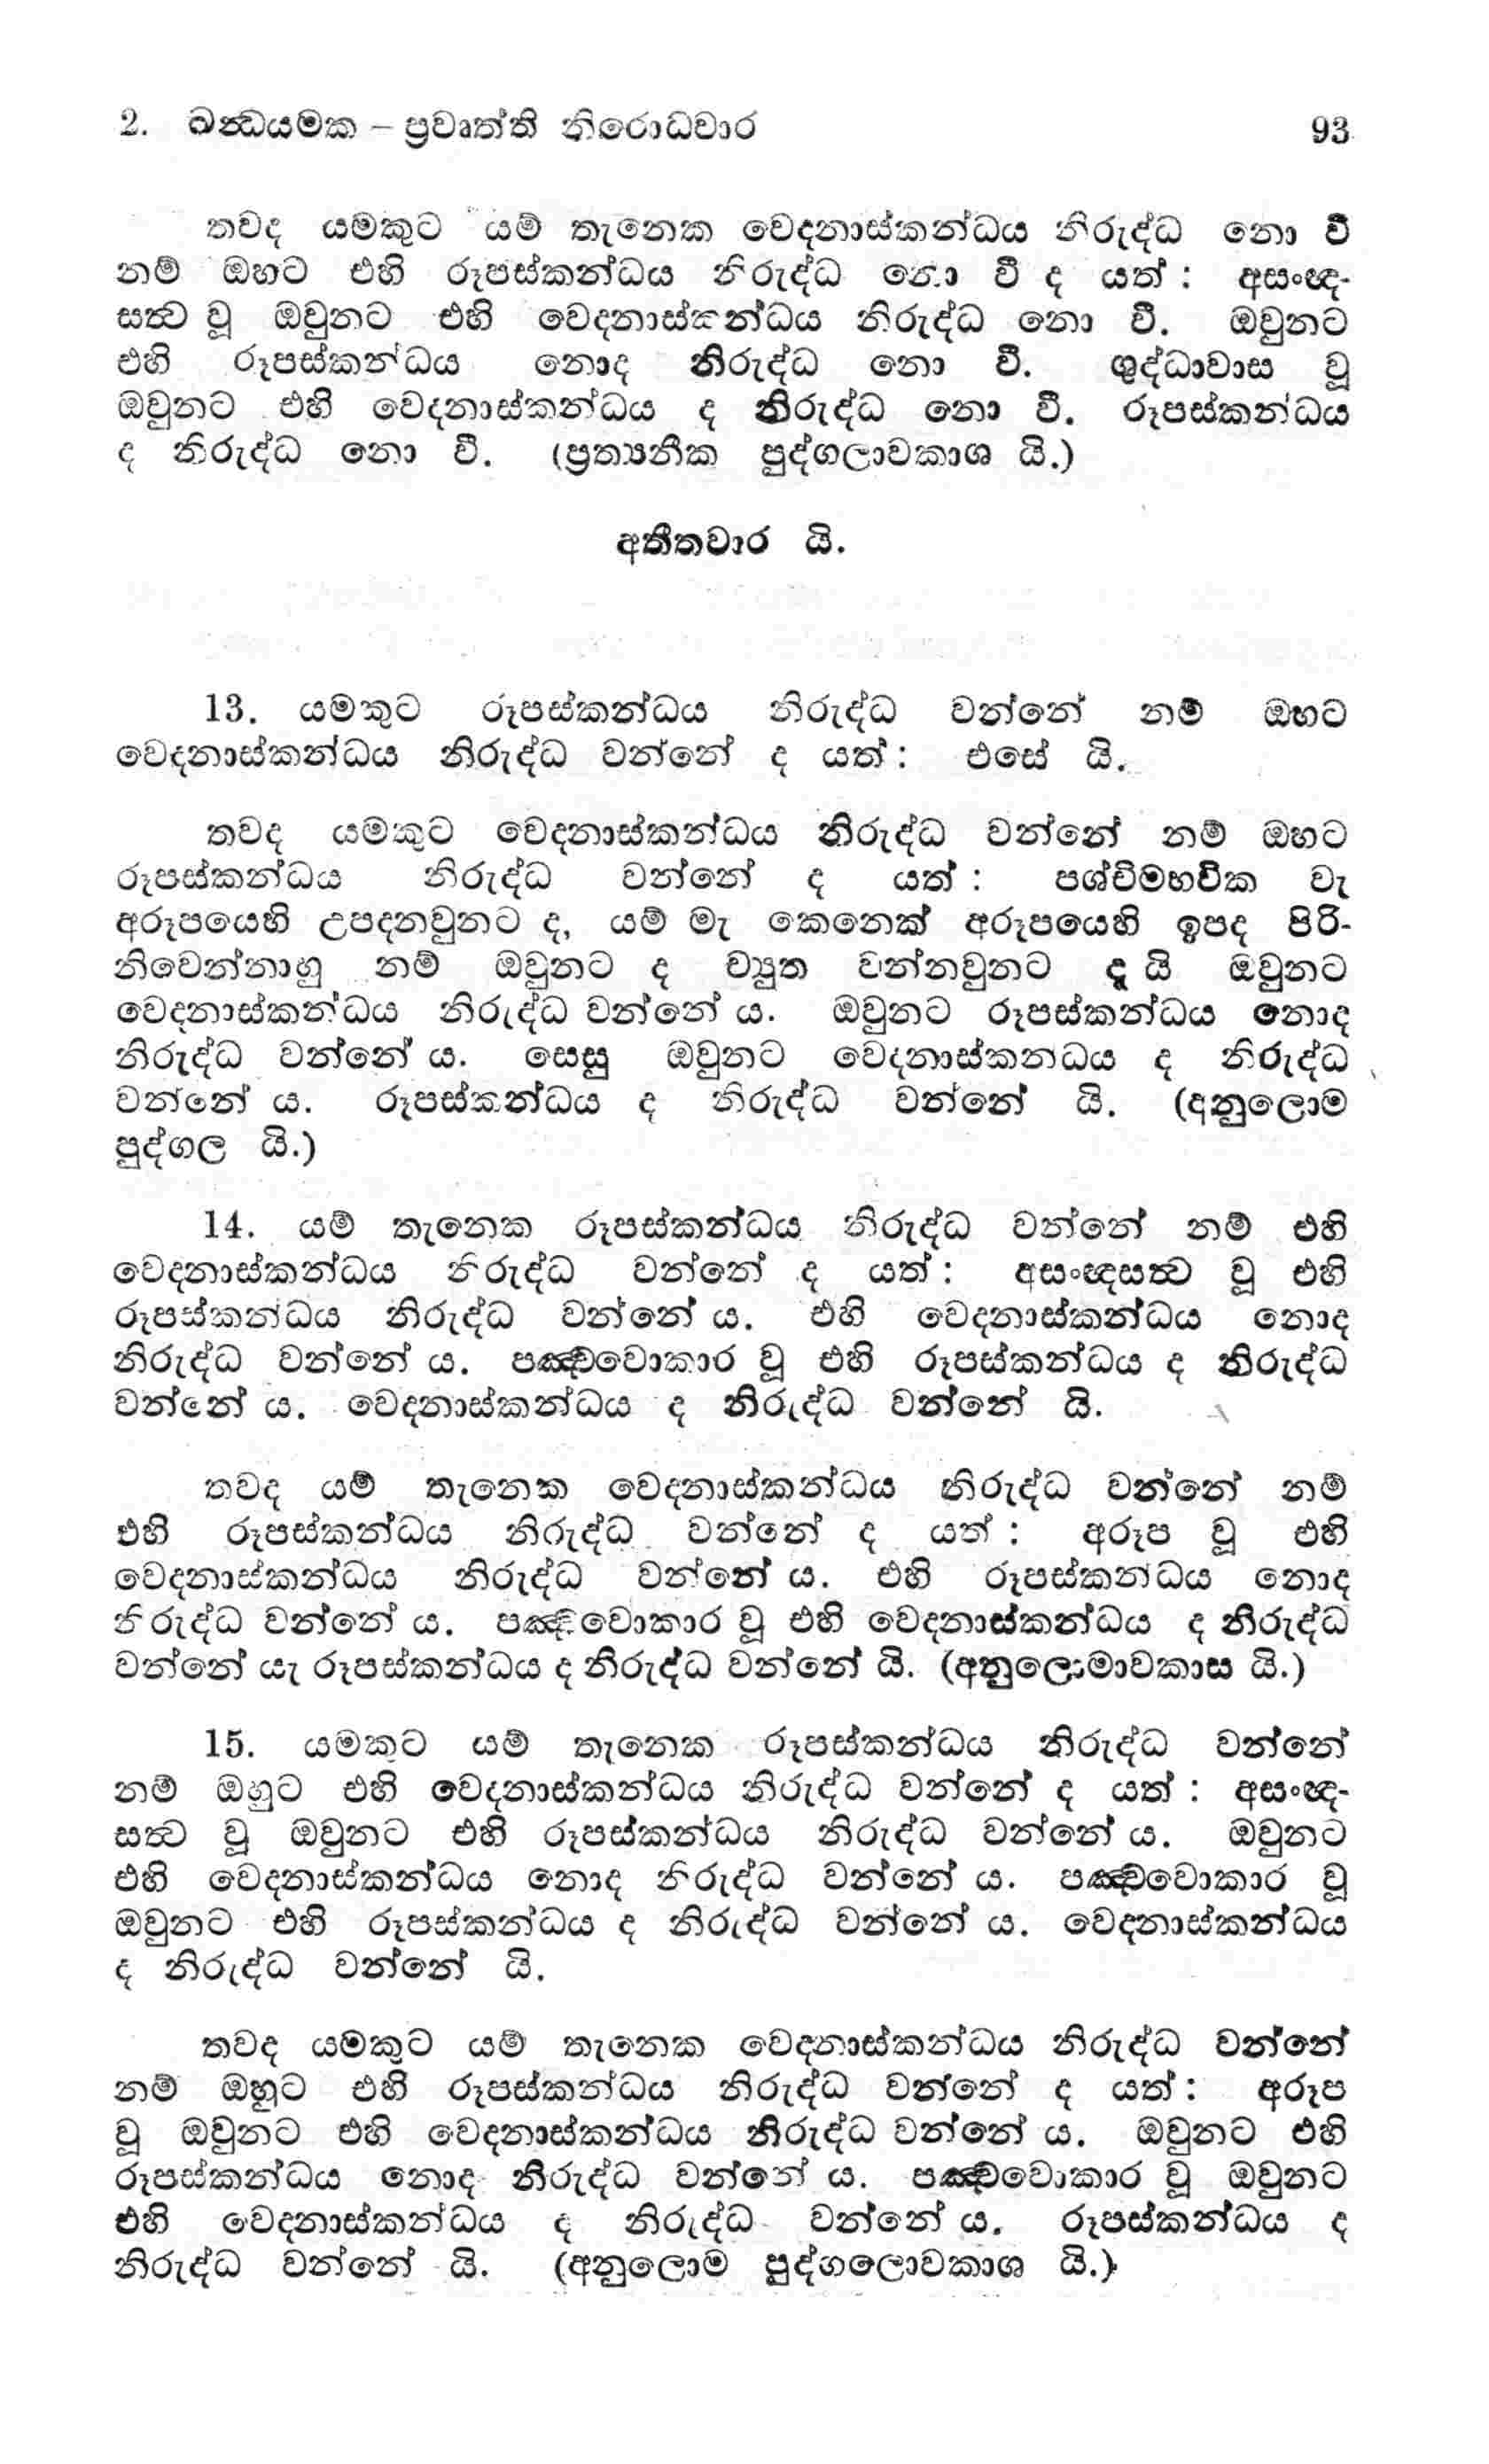 2. ඛන්‍ධයමක – ප්‍රවෘත්ති නිරොධවාර 93
තවද යමකුට යම් තැනෙක වෙදනාස්කන්ධය නිරුද්ධ නො වී
නම් ඔහට එහි රූපස්කන්ධය නිරුද්ධ නො වී ද යත් : අසංඥ-
සත්‍ව වූ ඔවුනට එහි වෙදනාස්කන්ධය නිරුද්ධ නො වී. ඔවුනට
එහි රූපස්කන්ධය නොද නිරුද්ධ නො වී. ශුද්ධාවාස වූ
ඔවුනට එහි වෙදනාස්කන්ධය ද නිරුද්ධ නො වී. රූපස්කන්ධය
ද නිරුද්ධ නො වී. (ප්‍රත්‍යනීක පුද්ගලාවකාශ යි.)
අතීතවාර යි.
13. යමකුට රූපස්කන්ධය නිරුද්ධ වන්නේ නම් ඔහට
වෙදනාස්කන්ධය නිරුද්ධ වන්නේ ද යත් : එසේ යි.
තවද යමකුට වෙදනාස්කන්ධය නිරුද්ධ වන්නේ නම් ඔහට
රූපස්කන්ධය නිරුද්ධ වන්නේ ද යත් : පශ්චිමභවික වැ
අරූපයෙහි උපදනවුනට ද, යම් මැ කෙනෙක් අරූපයෙහි ඉපද පිරි-
නිවෙන්නාහු නම් ඔවුනට ද ච්‍යුත වන්නවුනට දැ යි ඔවුනට
වෙදනාස්කන්ධය නිරුද්ධ වන්නේ ය. ඔවුනට රූපස්කන්ධය නොද
නිරුද්ධ වන්නේ ය. සෙසු ඔවුනට වෙදනාස්කනධය ද නිරුද්ධ
වන්නේ ය. රූපස්කන්ධය ද නිරුද්ධ වන්නේ යි. (අනුලොම
පුද්ගල යි.)
14. යම් තැනෙක රූපස්කන්ධය නිරුද්ධ වන්නේ නම් එහි
වෙදනාස්කන්ධය නිරුද්ධ වන්නේ ද යත් : අසංඥසත්‍ව වූ එහි
රූපස්කන්ධය නිරුද්ධ වන්නේ ය. එහි වෙදනාස්කන්ධය නොද
නිරුද්ධ වන්නේ ය. පඤ්චවොකාර වූ එහි රූපස්කන්ධය ද නිරුද්ධ
වන්නේ ය. වෙදනාස්කන්ධය ද නිරුද්ධ වන්නේ යි.
තවද යම් තැනෙක වෙදනාස්කන්ධය නිරුද්ධ වන්නේ නම්
එහි රූපස්කන්ධය නිරුද්ධ වන්නේ ද යත් : අරූප වූ එහි
වෙදනාස්කන්ධය නිරුද්ධ වන්නේ ය. එහි රූපස්කන්ධය නොද
නිරුද්ධ වන්නේ ය. පඤ්චවොකාර වූ එහි වෙදනාස්කන්ධය ද නිරුද්ධ
වන්නේ යැ රූපස්කන්ධය ද නිරුද්ධ වන්නේ යි. (අනුලොමාවකාස යි.)
15. යමකුට යම් තැනෙක රූපස්කන්ධය නිරුද්ධ වන්නේ
නම් ඔහුට එහි වෙදනාස්කන්ධය නිරුද්ධ වන්නේ ද යත් : අසංඥ-
සත්‍ව වූ ඔවුනට එහි රූපස්කන්ධය නිරුද්ධ වන්නේ ය. ඔවුනට
එහි වෙදනාස්කන්ධය නොද නිරුද්ධ වන්නේ ය. පඤ්චවොකාර වූ
ඔවුනට එහි රූපස්කන්ධය ද නිරුද්ධ වන්නේ ය. වෙදනාස්කන්ධය
ද නිරුද්ධ වන්නේ යි.
තවද යමකුට යම් තැනෙක වෙදනාස්කන්ධය නිරුද්ධ වන්නේ
නම් ඔහුට එහි රූපස්කන්ධය නිරුද්ධ වන්නේ ද යත් : අරූප
වූ ඔවුනට එහි වෙදනාස්කන්ධය නිරුද්ධ වන්නේ ය. ඔවුනට එහි
රූපස්කන්ධය නොද නිරුද්ධ වන්නේ ය. පඤ්චවොකාර වූ ඔවුනට
එහි වෙදනාස්කන්ධය ද නිරුද්ධ වන්නේ ය. රූපස්කන්ධය ද
නිරුද්ධ වන්නේ යි. (අනුලොම පුද්ගලොවකාශ යි.)